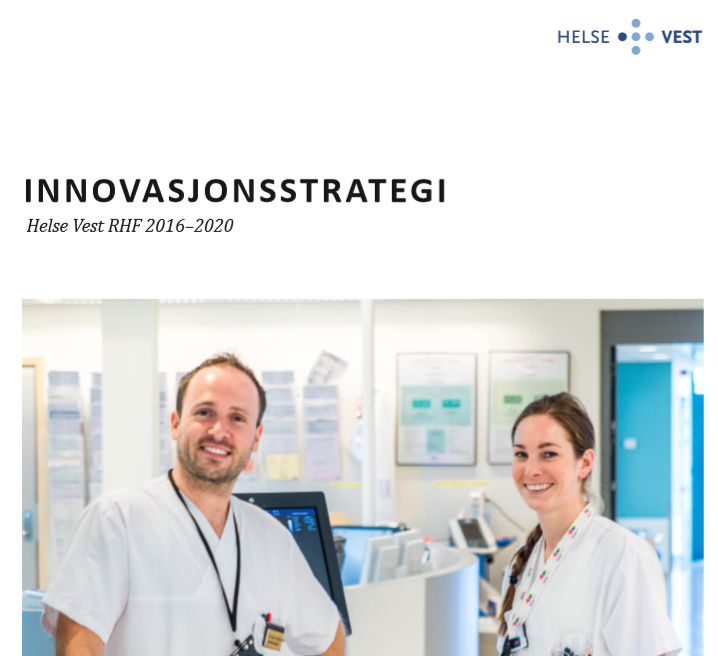 HELSE VEST
INNOVASJONSSTRATEGI
Helse Vest RHF 2016–2020